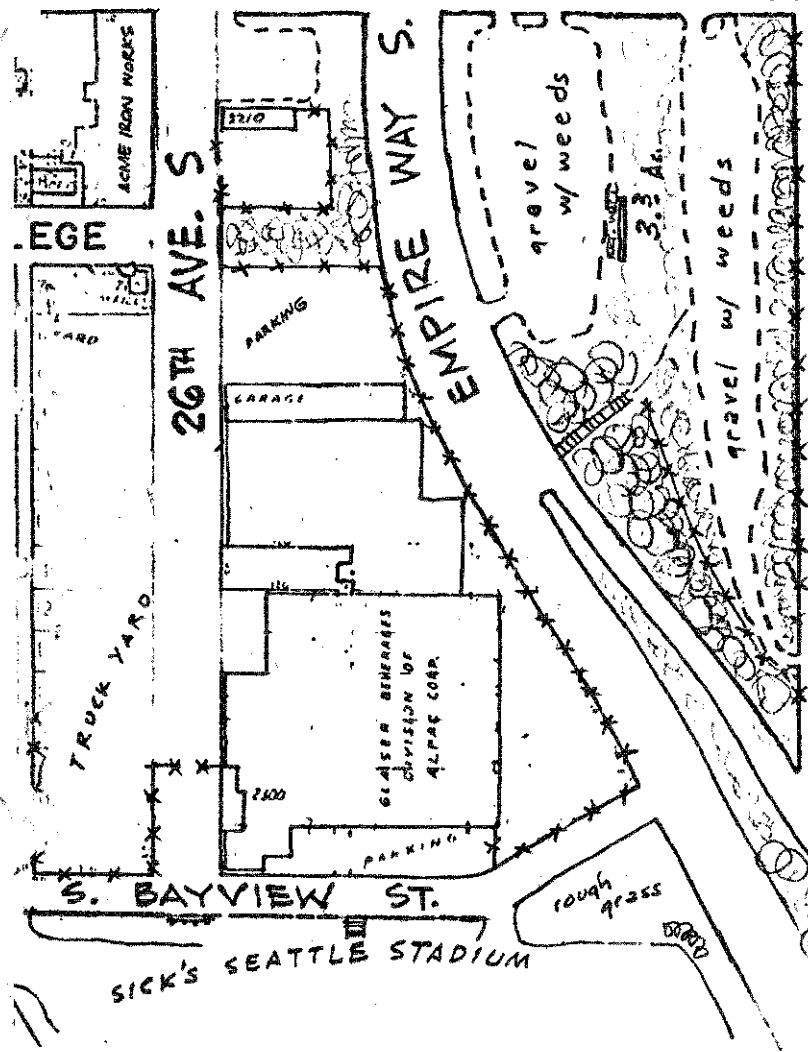 ACME IRON WORKS
2210
EMPIRE WAY S.
gravel
w/ weeds
3.3 Ac.
gravel w/ weeds
EGE
26TH AVE. S
PARKING
GARAGE
TRUCK YARD
GLASER BEVERAGES
DIVISION OF
ALPAC CORP.
2600
PARKING
rough
grass
S. BAYVIEW ST.
SICK'S SEATTLE STADIUM